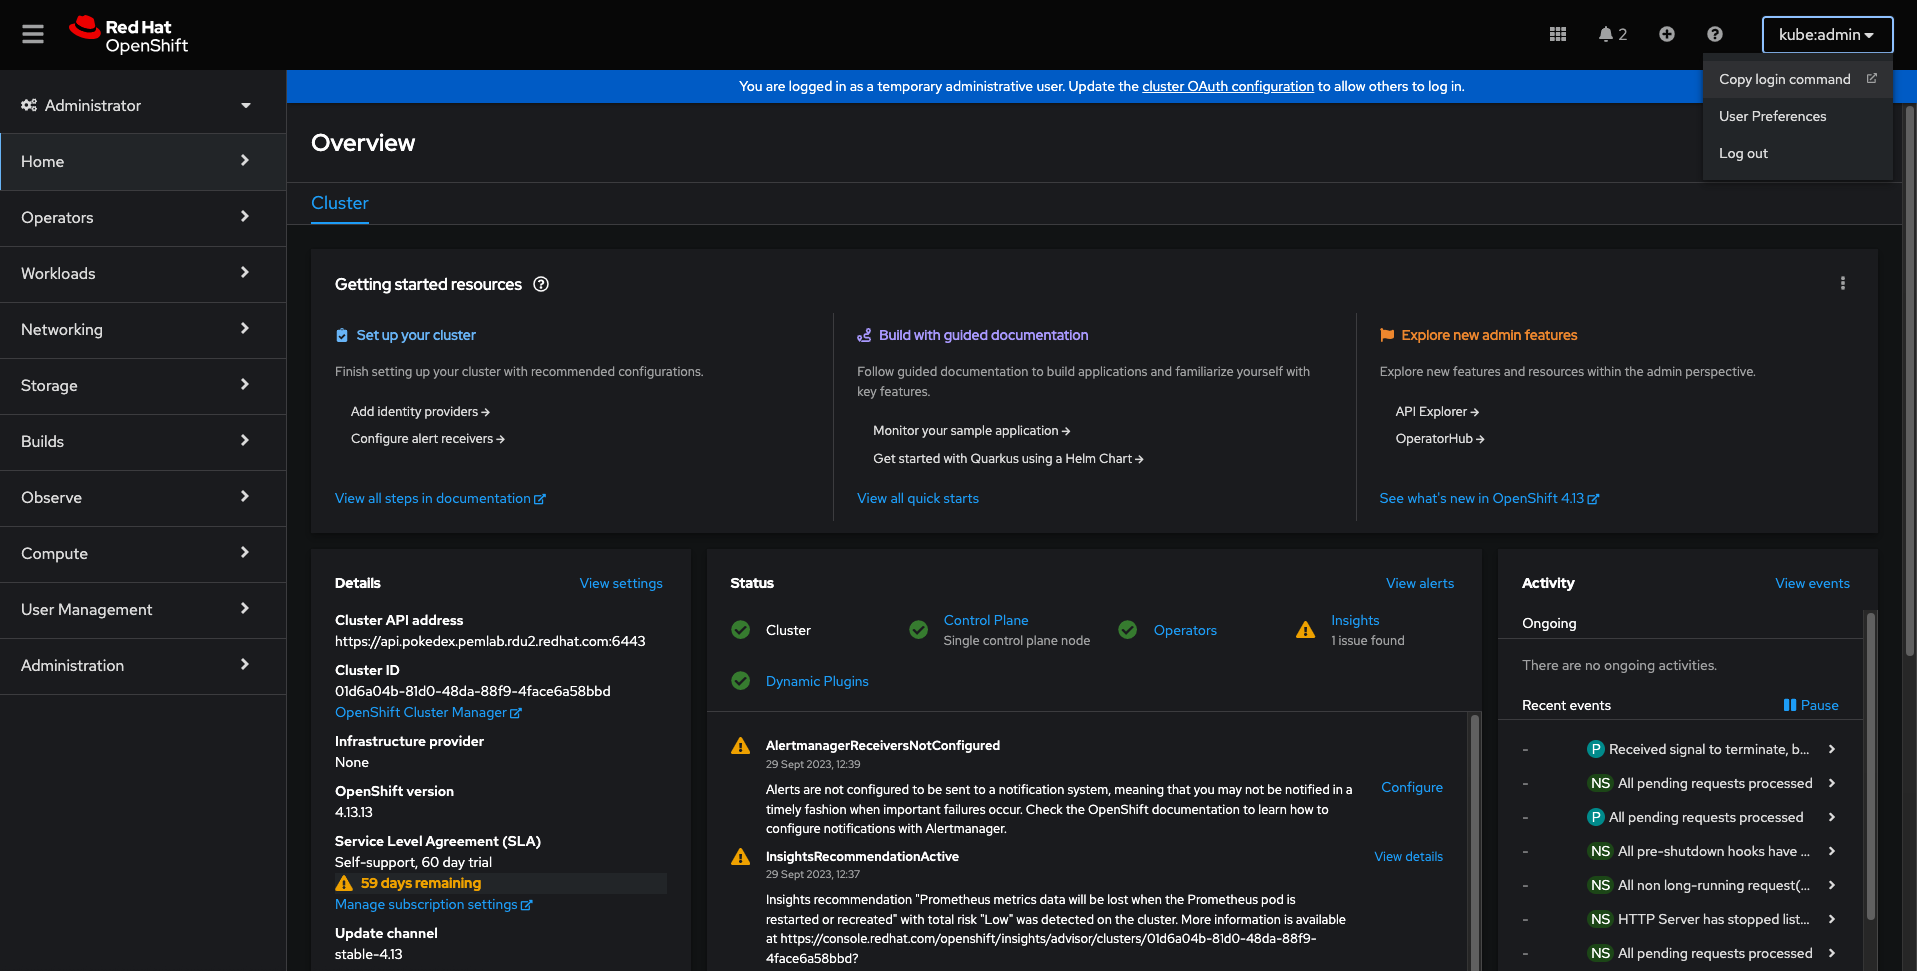 Red Hat
OpenShift
2
kube:admin
Copy login command
User Preferences
Log out
You are logged in as a temporary administrative user. Update the cluster OAuth configuration to allow others to log in.
Administrator
Home
Operators
Workloads
Networking
Storage
Builds
Observe
Compute
User Management
Administration
Overview
Cluster
Getting started resources
Set up your cluster
Finish setting up your cluster with recommended configurations.
Add identity providers
Configure alert receivers
View all steps in documentation
Build with guided documentation
Follow guided documentation to build applications and familiarize yourself with
key features.
Monitor your sample application
Get started with Quarkus using a Helm Chart
View all quick starts
Explore new admin features
Explore new features and resources within the admin perspective.
API Explorer
OperatorHub
See what's new in OpenShift 4.13
Details
View settings
Cluster API address
https://api.pokedex.pemlab.rdu2.redhat.com:6443
Cluster ID
01d6a04b-81d0-48da-88f9-4face6a58bbd
OpenShift Cluster Manager
Infrastructure provider
None
OpenShift version
4.13.13
Service Level Agreement (SLA)
Self-support, 60 day trial
59 days remaining
Manage subscription settings
Update channel
stable-4.13
Status
View alerts
Cluster
Control Plane
Single control plane node
Operators
Insights
1 issue found
Dynamic Plugins
AlertmanagerReceiversNotConfigured
29 Sept 2023, 12:39
Alerts are not configured to be sent to a notification system, meaning that you may not be notified in a
timely fashion when important failures occur. Check the OpenShift documentation to learn how to
configure notifications with Alertmanager.
Configure
InsightsRecommendationActive
29 Sept 2023, 12:37
View details
Insights recommendation "Prometheus metrics data will be lost when the Prometheus pod is
restarted or recreated" with total risk "Low" was detected on the cluster. More information is available
at https://console.redhat.com/openshift/insights/advisor/clusters/01d6a04b-81d0-48da-88f9-
4face6a58bbd?
Activity
View events
Ongoing
There are no ongoing activities.
Recent events
Pause
- P Received signal to terminate, b...
- NS All pending requests processed
- P All pending requests processed
- NS All pre-shutdown hooks have ...
- NS All non long-running request(...
- NS HTTP Server has stopped list...
- NS All pending requests processed